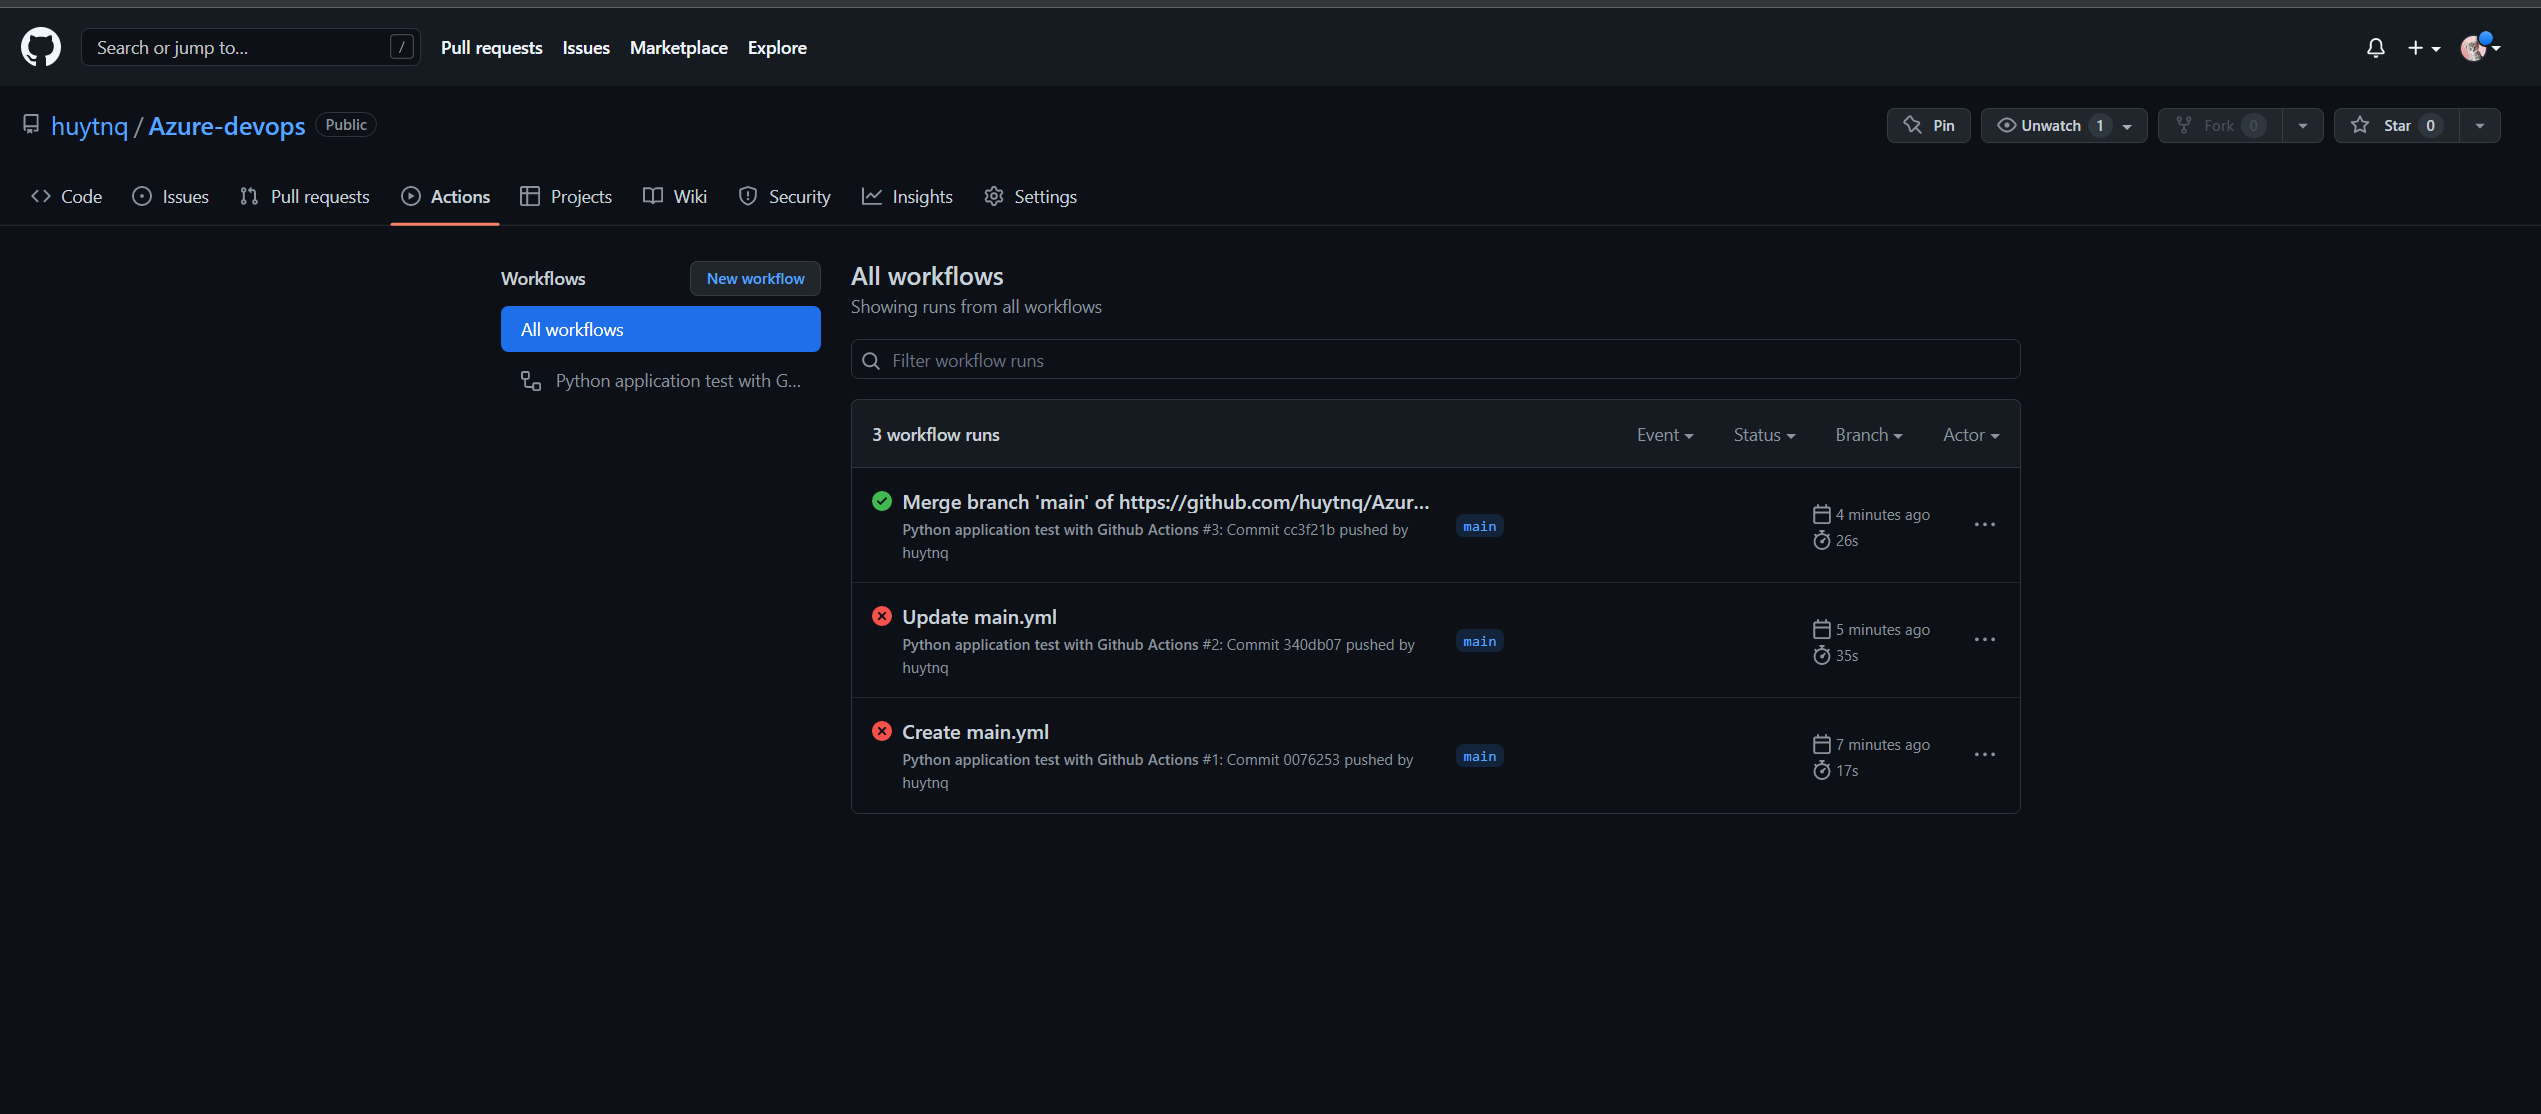 Search or jump to...
/
Pull requests
Issues
Marketplace
Explore
huytnq / Azure-devops
Public
Pin
Unwatch 1
Fork 0
Star 0
Code
Issues
Pull requests
Actions
Projects
Wiki
Security
Insights
Settings
Workflows
New workflow
All workflows
Python application test with G...
All workflows
Showing runs from all workflows
Filter workflow runs
3 workflow runs
Event
Status
Branch
Actor
Merge branch 'main' of https://github.com/huytnq/Azur...
Python application test with Github Actions #3: Commit cc3f21b pushed by
huytnq
main
4 minutes ago
26s
Update main.yml
Python application test with Github Actions #2: Commit 340db07 pushed by
huytnq
main
5 minutes ago
35s
Create main.yml
Python application test with Github Actions #1: Commit 0076253 pushed by
huytnq
main
7 minutes ago
17s